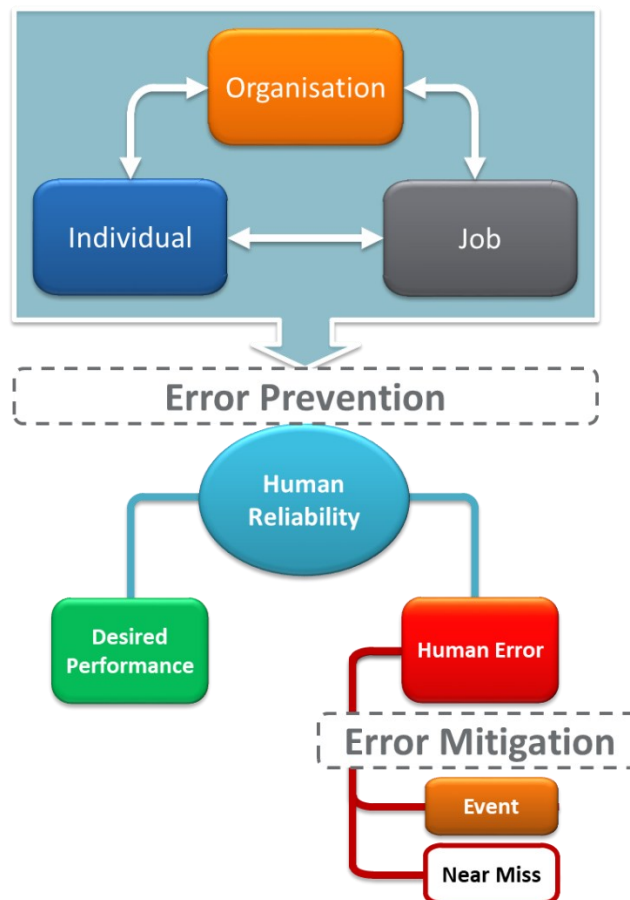 Organisation
Individual
Job
Error Prevention
Human
Reliability
Desired
Performance
Human Error
Error Mitigation
Event
Near Miss